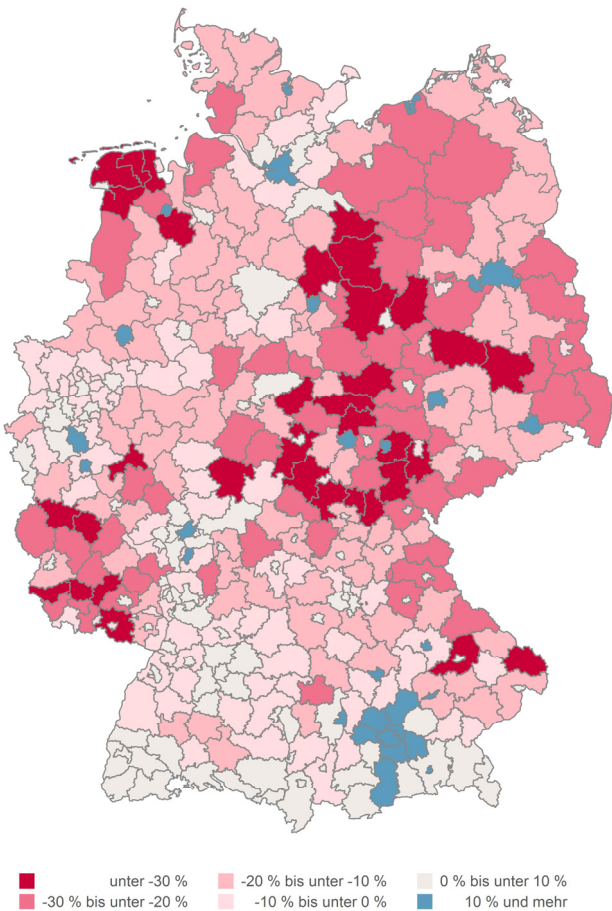 unter -30 % -20 % bis unter -10 % 0 % bis unter 10 %
-30 % bis unter -20 % -10 % bis unter 0 % 10 % und mehr